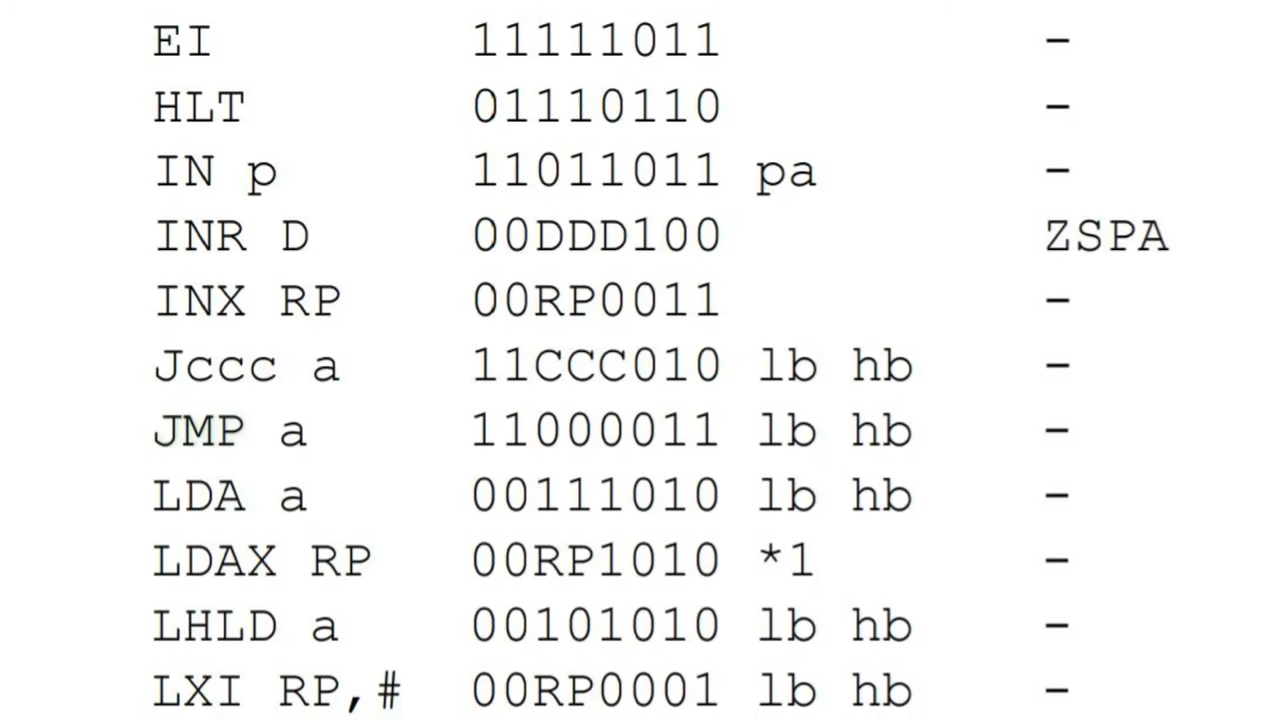 EI 11111011 -
HLT 01110110 -
IN p 11011011 pa -
INR D 00DDD100 ZSPA
INX RP 00RP0011 -
Jccc a 11CCC010 lb hb -
JMP a 11000011 lb hb -
LDA a 00111010 lb hb -
LDAX RP 00RP1010 *1 -
LHLD a 00101010 lb hb -
LXI RP,# 00RP0001 lb hb -